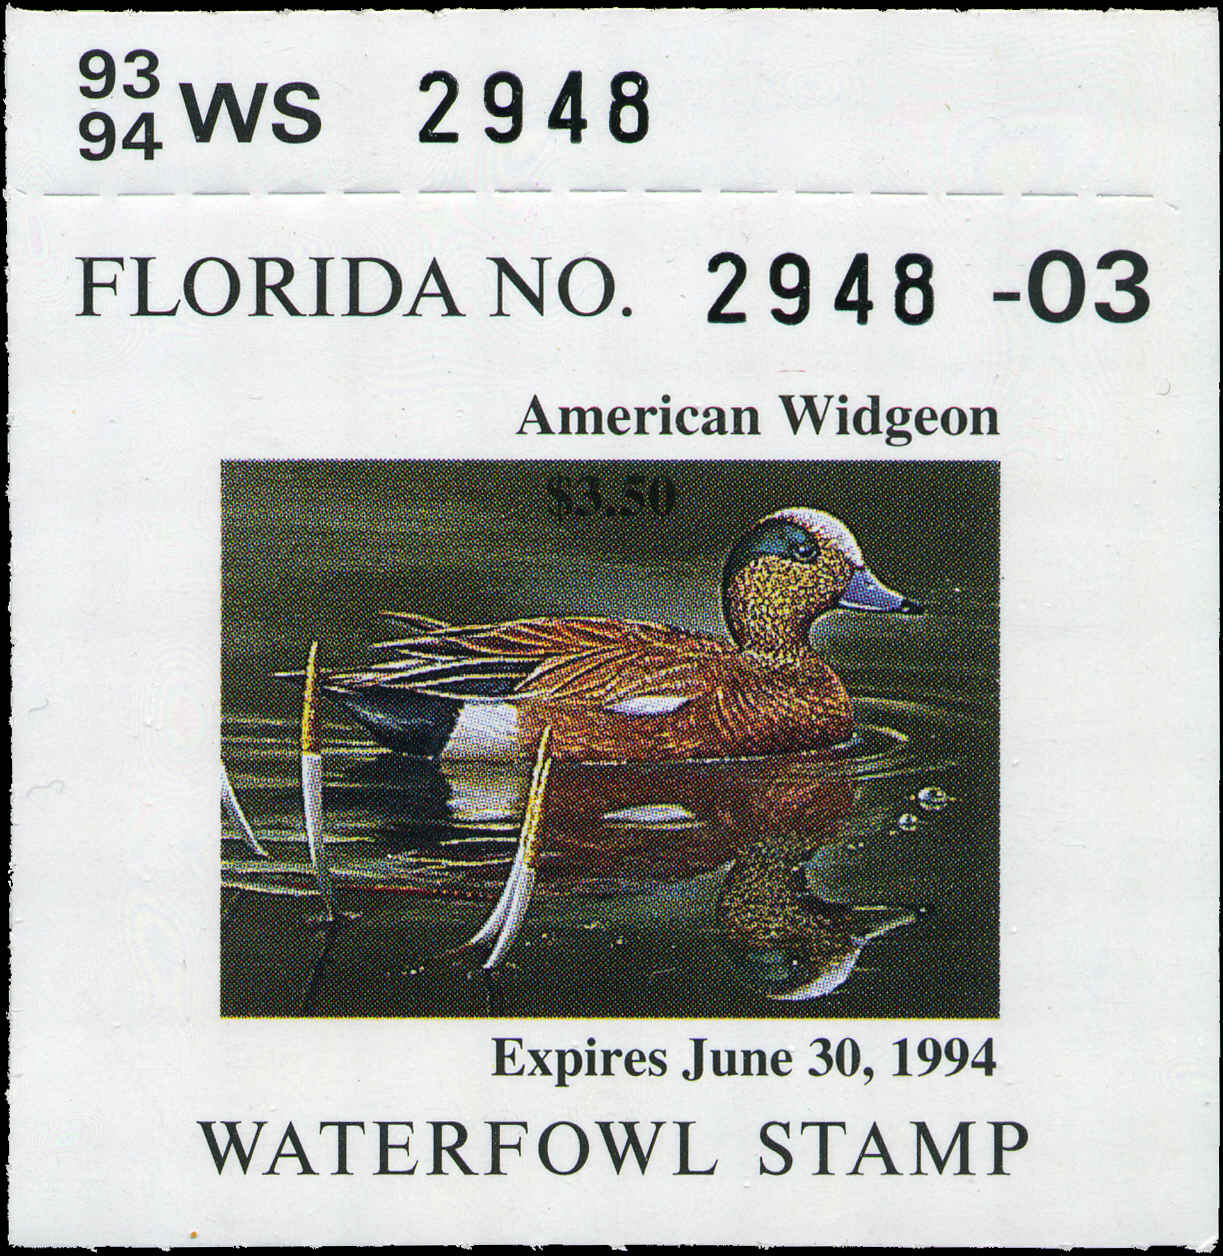 93
94 WS 2948
FLORIDA NO. 2948 -03
American Widgeon
$3.50
Expires June 30, 1994
WATERFOWL STAMP